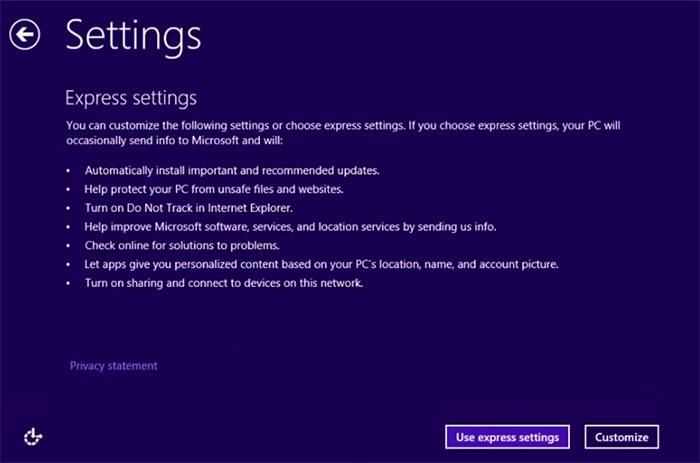 Settings
Express settings
You can customize the following settings or choose express settings. If you choose express settings, your PC will
occasionally send info to Microsoft and will:
• Automatically install important and recommended updates.
• Help protect your PC from unsafe files and websites.
• Turn on Do Not Track in Internet Explorer.
• Help improve Microsoft software, services, and location services by sending us info.
• Check online for solutions to problems.
• Let apps give you personalized content based on your PC's location, name, and account picture.
• Turn on sharing and connect to devices on this network.
Privacy statement
Use express settings
Customize